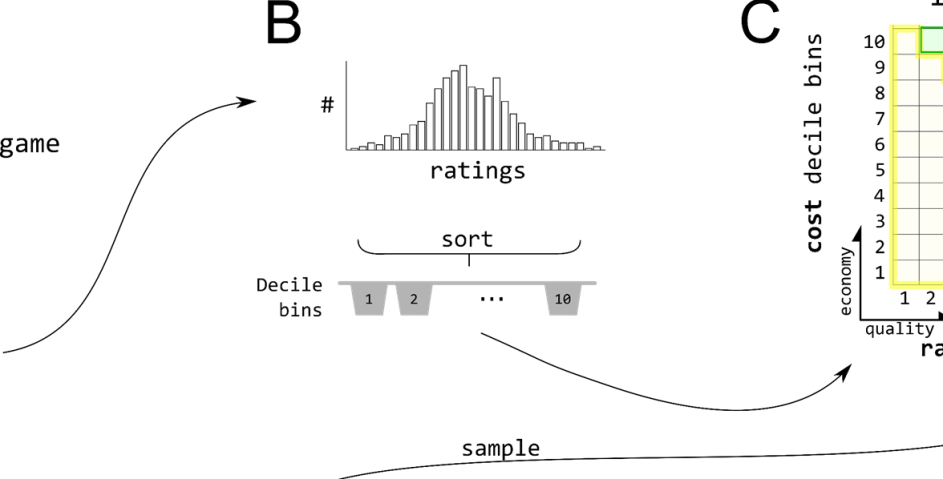 B
C
game
#
ratings
sort
Decile
bins
1
2
...
10
cost decile bins
10
9
8
7
6
5
4
3
2
1
1 2
economy
quality
sample